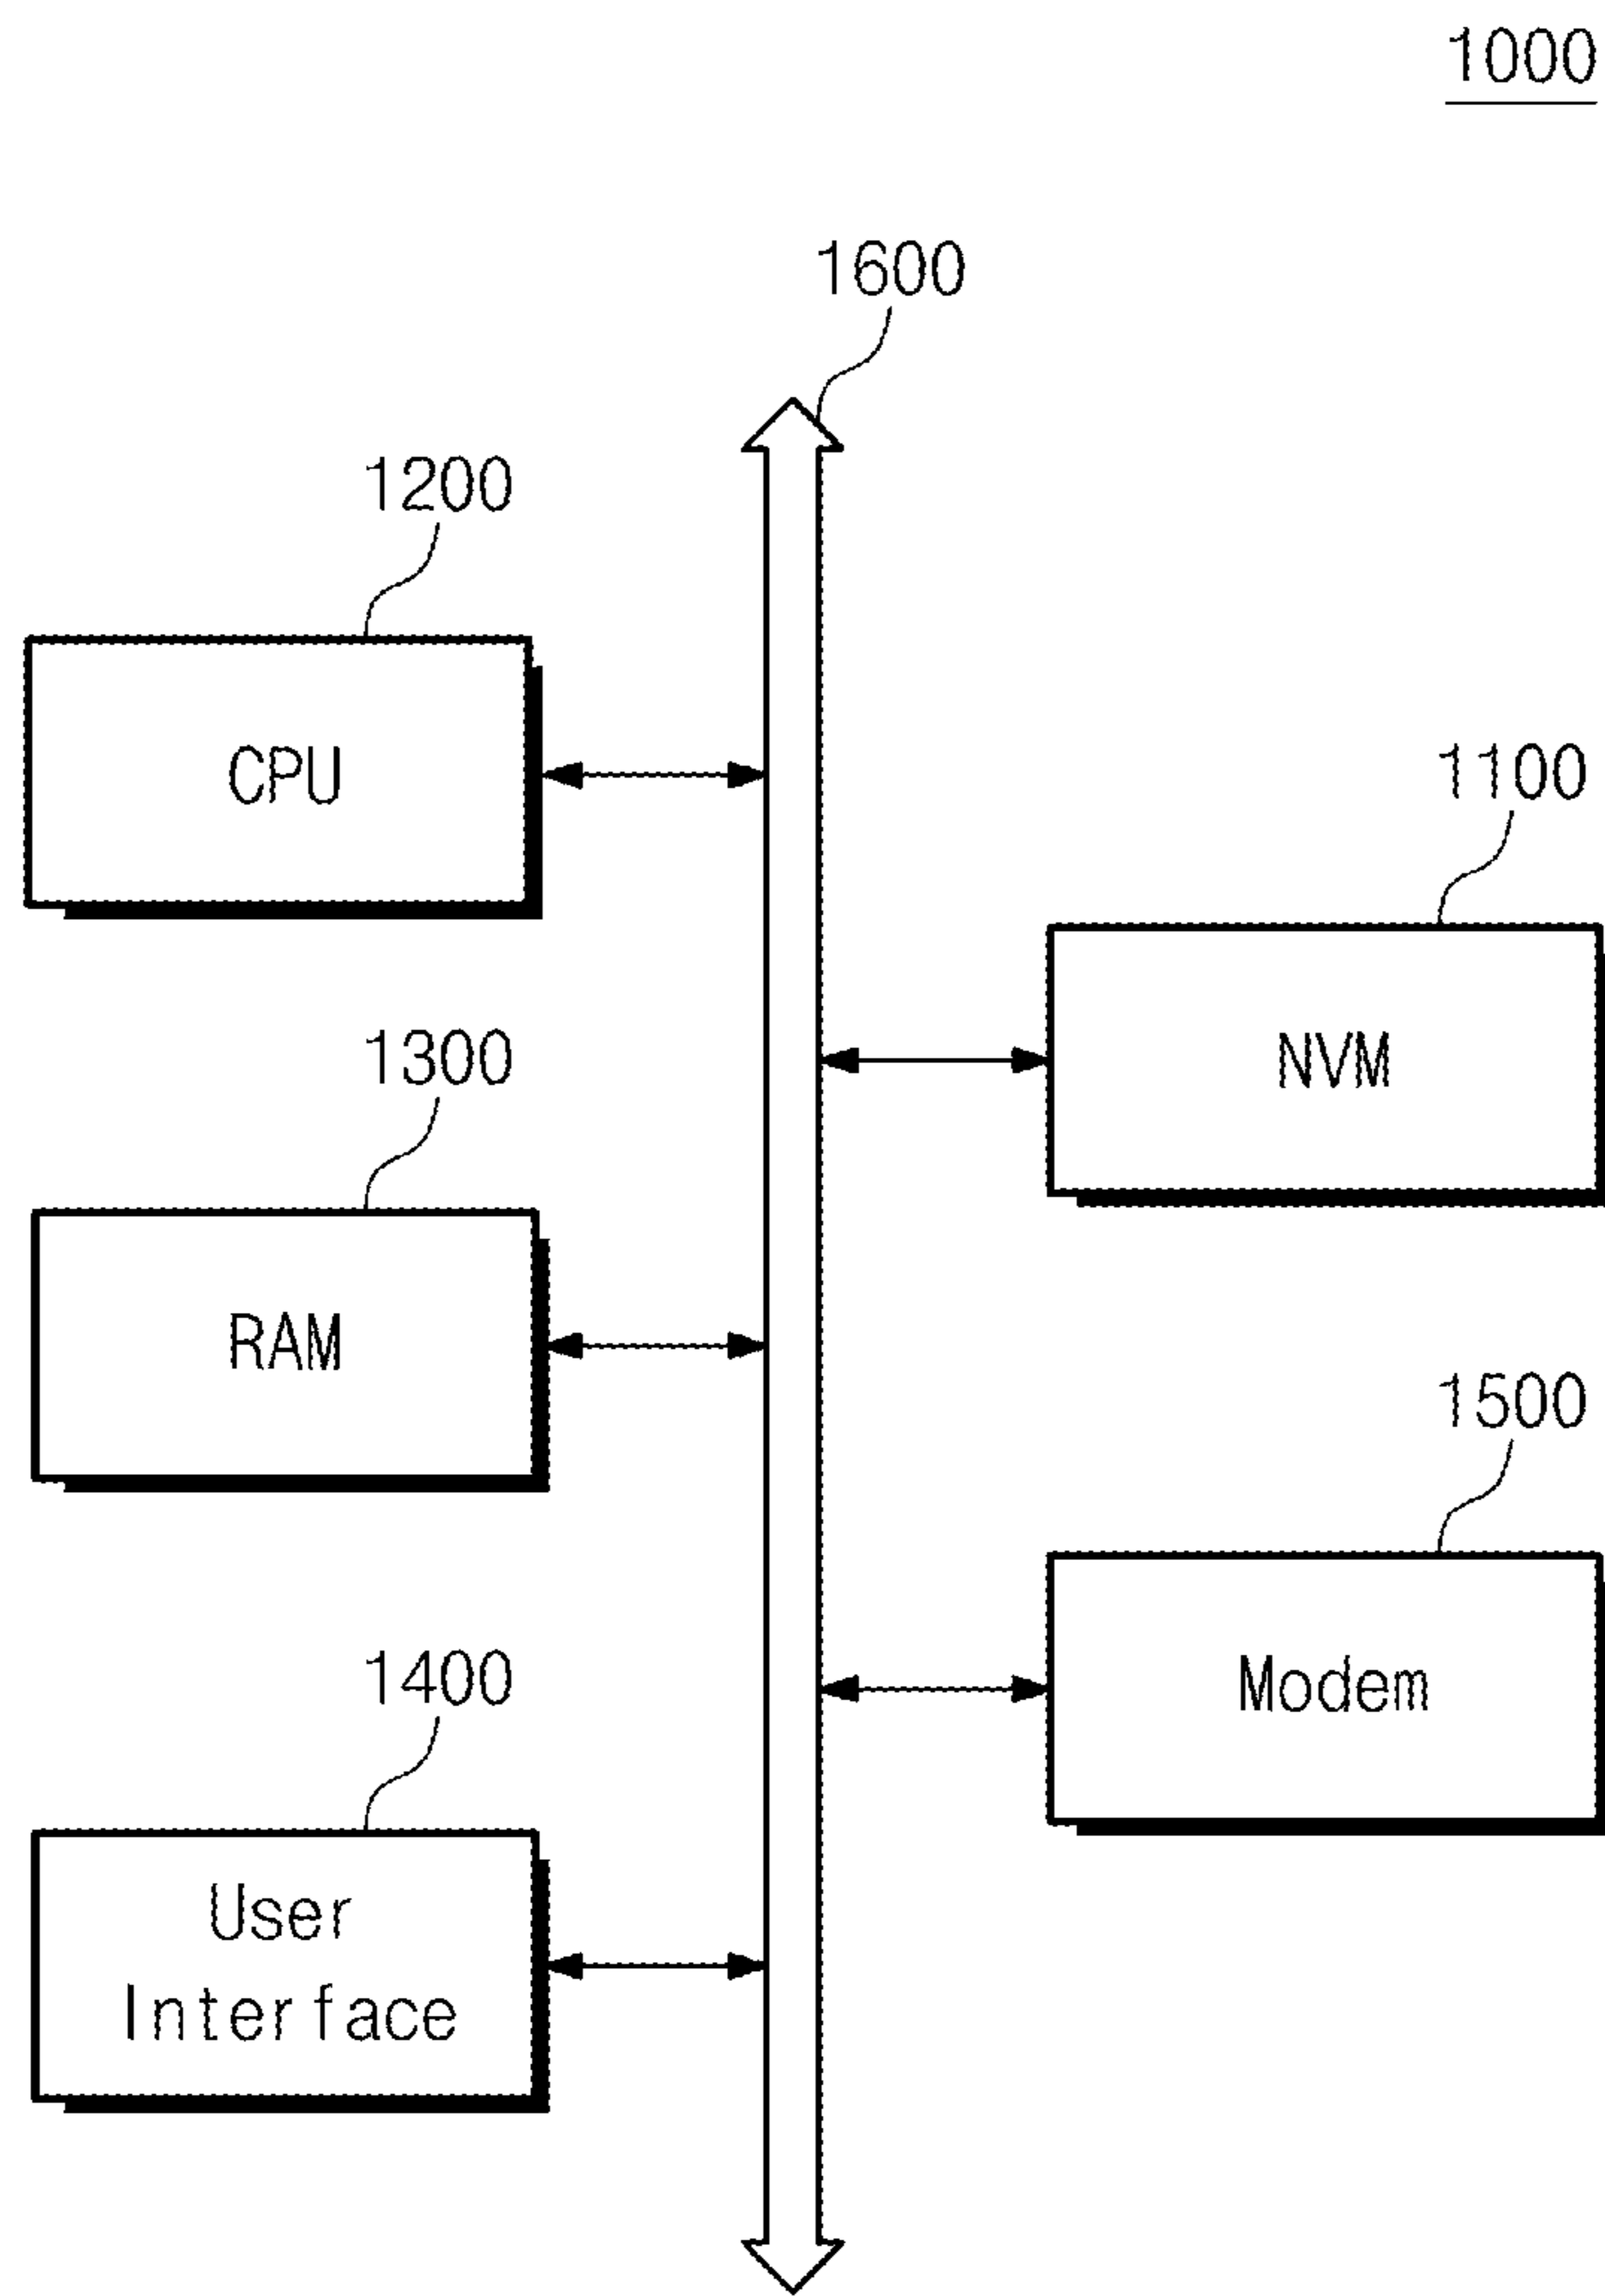 1000
1600
1200
CPU
1100
NVM
1300
RAM
1500
Modem
1400
User
Interface